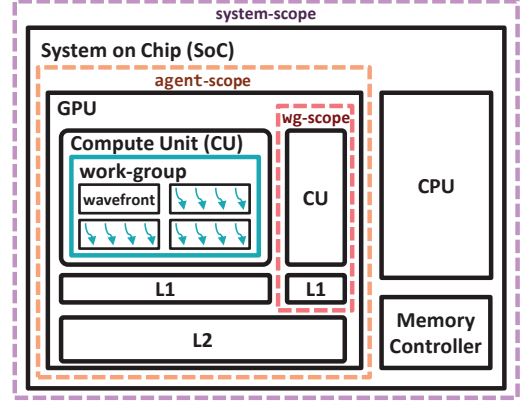 system-scope
System on Chip (SoC)
agent-scope
GPU
wg-scope
Compute Unit (CU)
work-group
wavefront
CU
CPU
L1
L1
L2
Memory
Controller